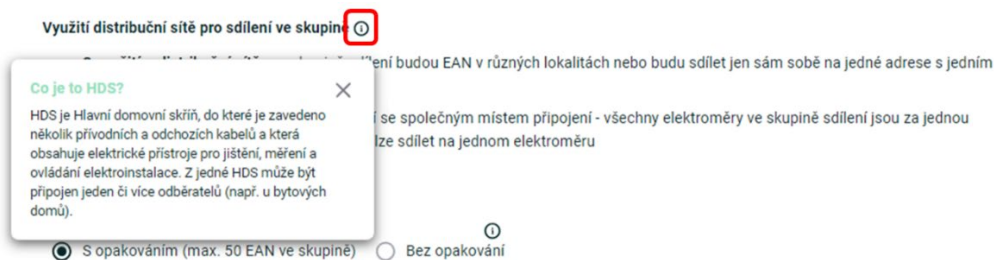 Využití distribuční sítě pro sdílení ve skupině
lení budou EAN v různých lokalitách nebo budu sdílet jen sám sobě na jedné adrese s jedním
Co je to HDS?
HDS je Hlavní domovní skříň, do které je zavedeno
několik přívodních a odchozích kabelů a která
obsahuje elektrické přístroje pro jištění, měření a
ovládání elektroinstalace. Z jedné HDS může být
připojen jeden či více odběratelů (např. u bytových
domů).
í se společným místem připojení - všechny elektroměry ve skupině sdílení jsou za jednou
lze sdílet na jednom elektroměru
S opakováním (max. 50 EAN ve skupině) Bez opakování